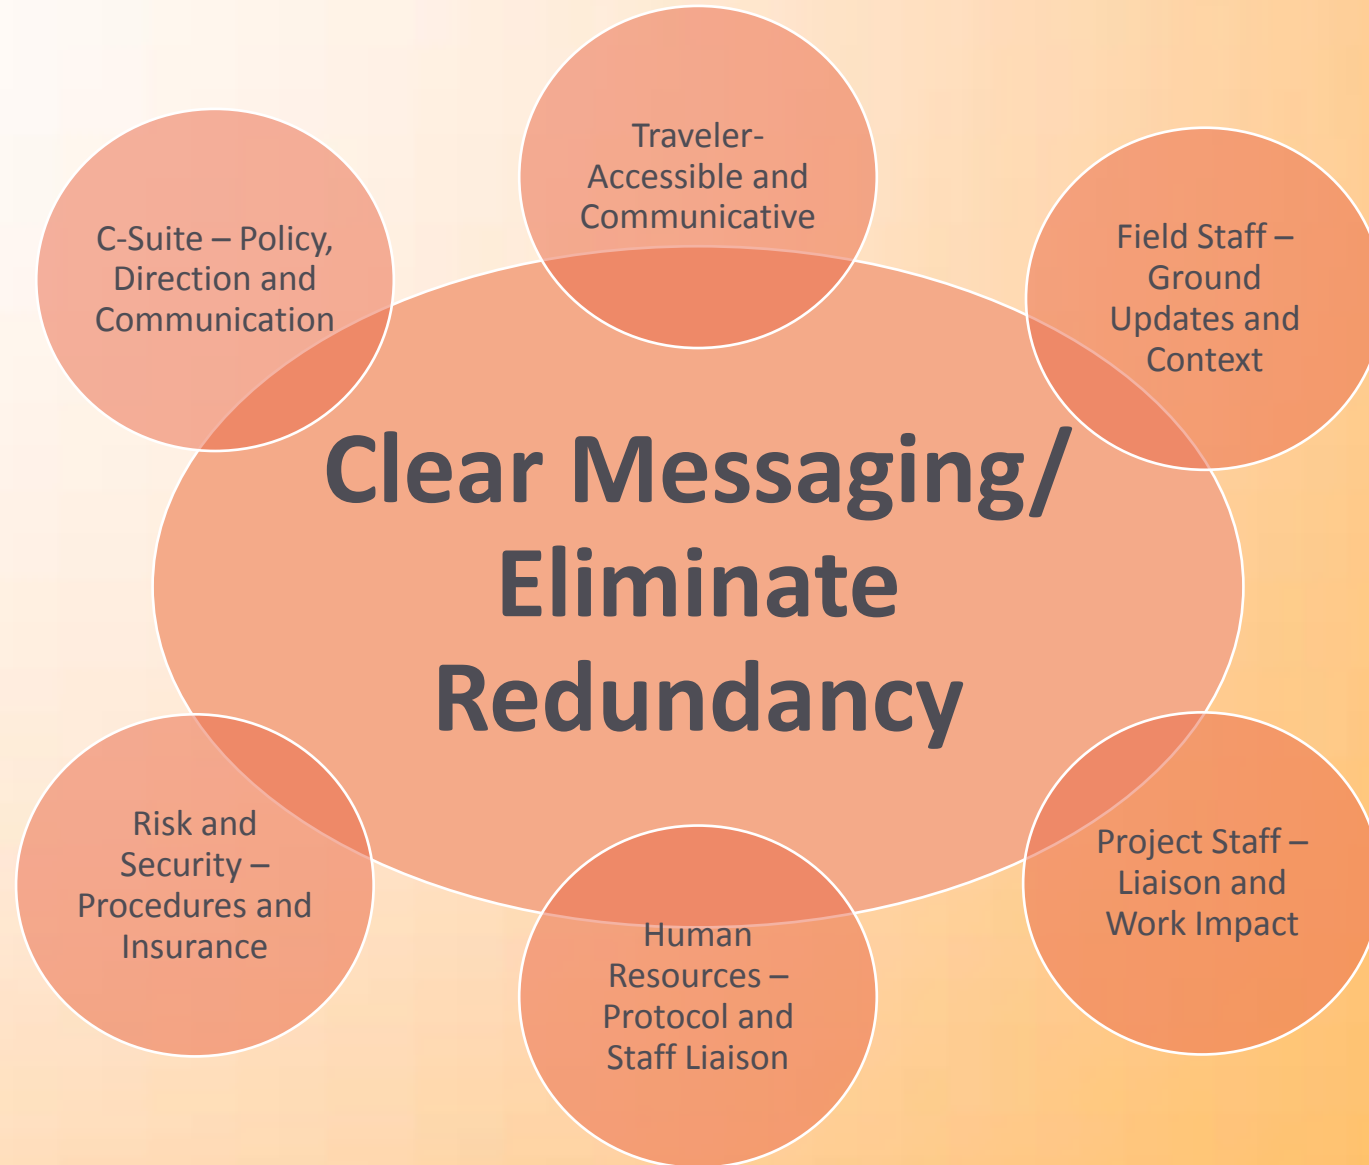 Traveler-
Accessible and
Communicative
C-Suite – Policy,
Direction and
Communication
Field Staff –
Ground
Updates and
Context
Clear Messaging/
Eliminate
Redundancy
Risk and
Security –
Procedures and
Insurance
Project Staff –
Liaison and
Work Impact
Human
Resources –
Protocol and
Staff Liaison